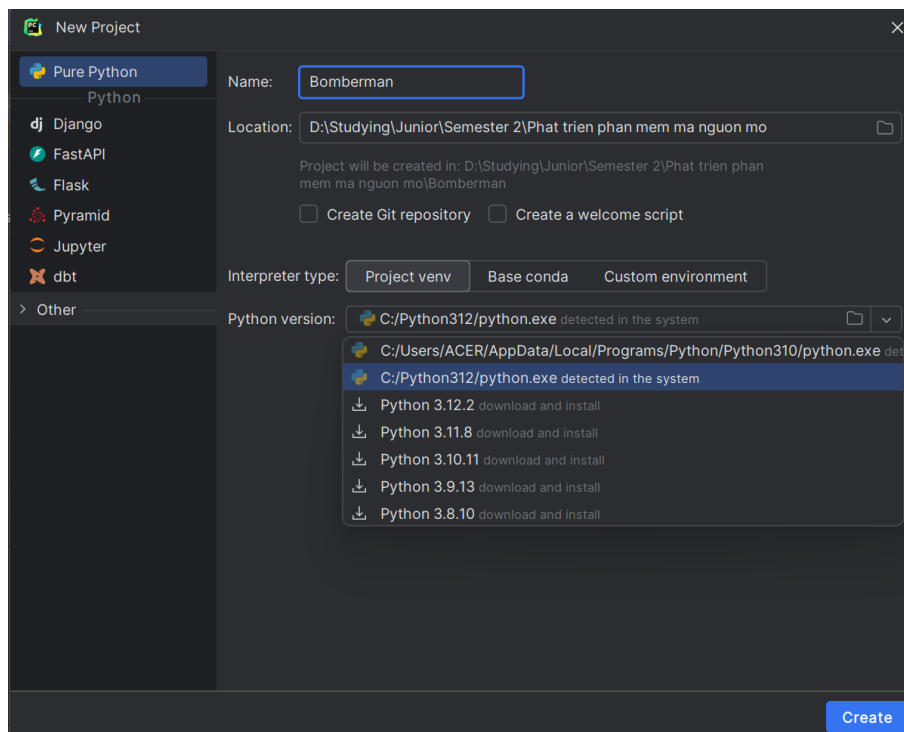 New Project
Pure Python
Python
dj Django
FastAPI
Flask
Pyramid
Jupyter
dbt
Other
Name: Bomberman
Location: D:\Studying\Junior\Semester 2\Phat trien phan mem ma nguon mo
Project will be created in: D:\Studying\Junior\Semester 2\Phat trien phan
mem ma nguon mo\Bomberman
Create Git repository Create a welcome script
Interpreter type: Project venv Base conda Custom environment
Python version: C:/Python312/python.exe detected in the system
C:/Users/ACER/AppData/Local/Programs/Python/Python310/python.exe det
C:/Python312/python.exe detected in the system
Python 3.12.2 download and install
Python 3.11.8 download and install
Python 3.10.11 download and install
Python 3.9.13 download and install
Python 3.8.10 download and install
Create